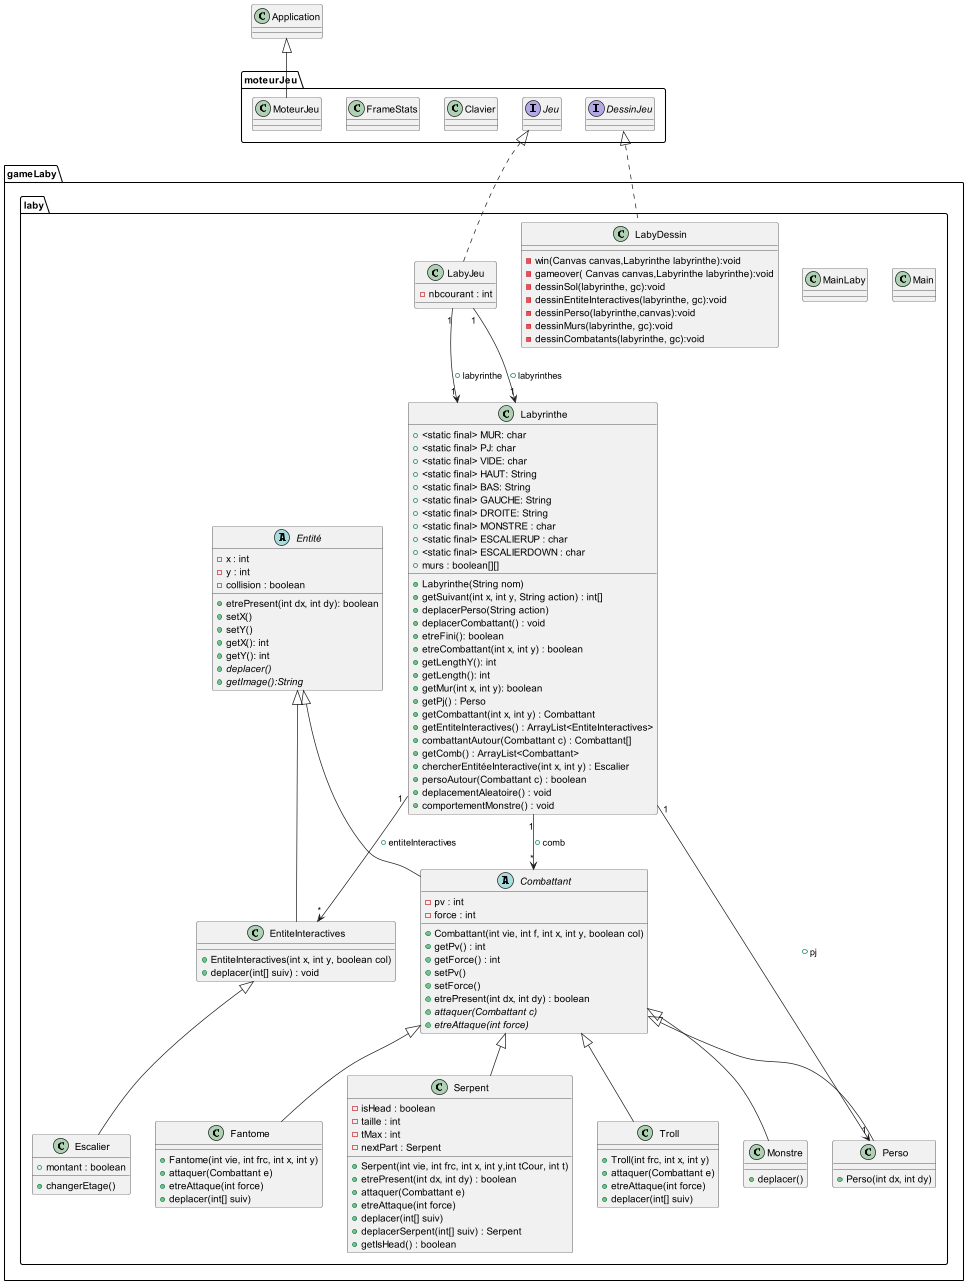 C Application
moteurJeu
C MoteurJeu
C FrameStats
C Clavier
I Jeu
I DessinJeu
gameLaby
laby
C LabyDessin
win(Canvas canvas,Labyrinthe labyrinthe):void
gameover( Canvas canvas,Labyrinthe labyrinthe):void
dessinSol(labyrinthe, gc):void
dessinEntiteInteractives(labyrinthe, gc):void
dessinPerso(labyrinthe,canvas):void
dessinMurs(labyrinthe, gc):void
dessinCombatants(labyrinthe, gc):void
C LabyJeu
nbcourant : int
C MainLaby
C Main
1
1
labyrinthe
labyrinthes
1
1
C Labyrinthe
<static final> MUR: char
<static final> PJ: char
<static final> VIDE: char
<static final> HAUT: String
<static final> BAS: String
<static final> GAUCHE: String
<static final> DROITE: String
<static final> MONSTRE : char
<static final> ESCALIERUP : char
<static final> ESCALIERDOWN : char
murs : boolean[][]
Labyrinthe(String nom)
getSuivant(int x, int y, String action) : int[]
deplacerPerso(String action)
deplacerCombattant() : void
etreFini(): boolean
etreCombattant(int x, int y) : boolean
getLengthY(): int
getLength(): int
getMur(int x, int y): boolean
getPj() : Perso
getCombattant(int x, int y) : Combattant
getEntiteInteractives() : ArrayList<EntiteInteractives>
combattantAutour(Combattant c) : Combattant[]
getComb() : ArrayList<Combattant>
chercherEntitéeInteractive(int x, int y) : Escalier
persoAutour(Combattant c) : boolean
deplacementAleatoire() : void
comportementMonstre() : void
A Entité
x : int
y : int
collision : boolean
etrePresent(int dx, int dy): boolean
setX()
setY()
getX(): int
getY(): int
deplacer()
getImage():String
1
1
1
entiteInteractives
comb
*
*
pj
1
A Combattant
pv : int
force : int
Combattant(int vie, int f, int x, int y, boolean col)
getPv() : int
getForce() : int
setPv()
setForce()
etrePresent(int dx, int dy) : boolean
attaquer(Combattant c)
etreAttaque(int force)
C EntiteInteractives
EntiteInteractives(int x, int y, boolean col)
deplacer(int[] suiv) : void
C Escalier
montant : boolean
changerEtage()
C Fantome
Fantome(int vie, int frc, int x, int y)
attaquer(Combattant e)
etreAttaque(int force)
deplacer(int[] suiv)
C Serpent
isHead : boolean
taille : int
tMax : int
nextPart : Serpent
Serpent(int vie, int frc, int x, int y,int tCour, int t)
etrePresent(int dx, int dy) : boolean
attaquer(Combattant e)
etreAttaque(int force)
deplacer(int[] suiv)
deplacerSerpent(int[] suiv) : Serpent
getIsHead() : boolean
C Troll
Troll(int frc, int x, int y)
attaquer(Combattant e)
etreAttaque(int force)
deplacer(int[] suiv)
C Monstre
deplacer()
C Perso
Perso(int dx, int dy)